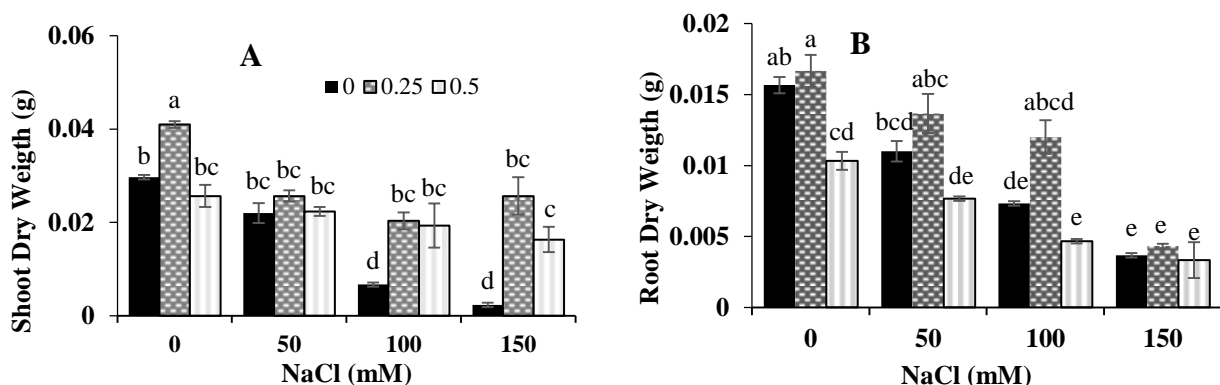 A
Shoot Dry Weigth (g)
0.06
0.04
0.02
0
0 0.25 0.5
b a bc
bc bc bc
d bc bc
d bc c
0 50 100 150
NaCl (mM)
B
Root Dry Weigth (g)
0.02
0.015
0.01
0.005
0
ab a cd
bcd abc de
de abcd e
e e e
0 50 100 150
NaCl (mM)